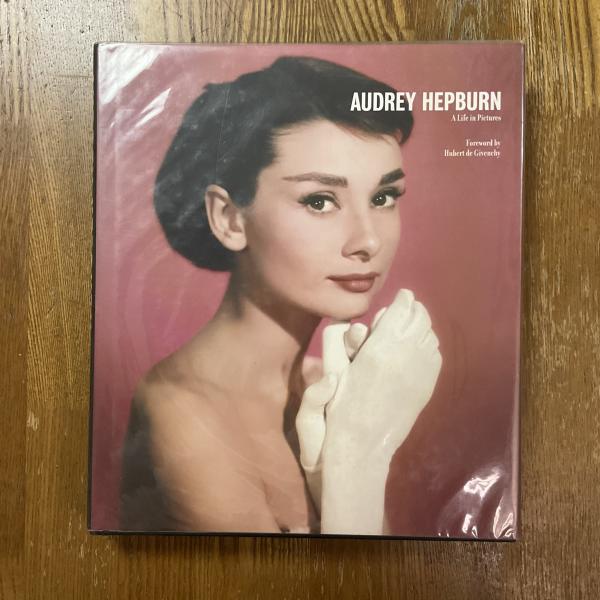 AUDREY HEPBURN
A Life in Pictures
Foreword by
Hubert de Givenchy